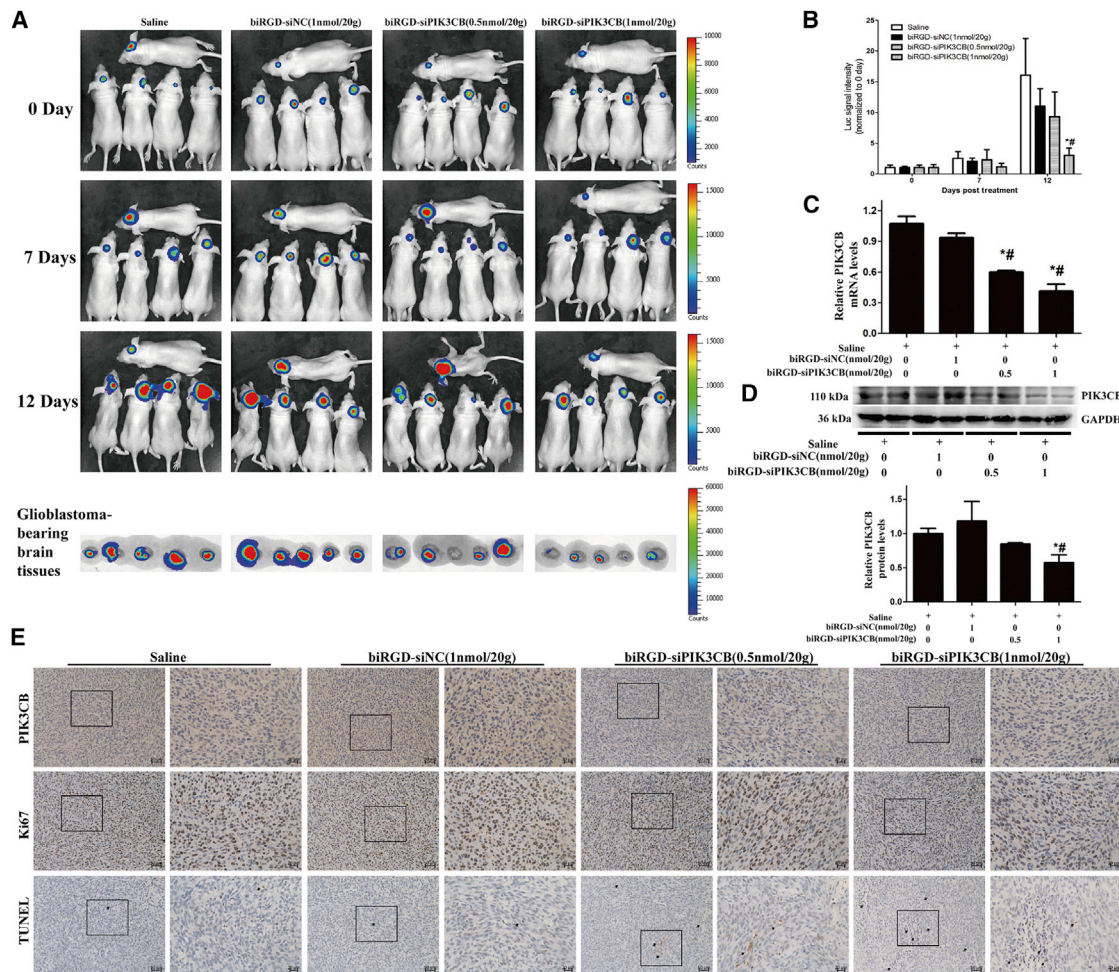 A
Saline
biRGD-siNC(1nmol/20g)
biRGD-siPIK3CB(0.5nmol/20g)
biRGD-siPIK3CB(1nmol/20g)
0 Day
10000
8000
6000
4000
2000
Counts
7 Days
15000
10000
5000
Counts
12 Days
15000
10000
5000
Counts
Glioblastoma-
bearing
brain
tissues
60000
50000
40000
30000
20000
10000
Counts
B
Saline
biRGD-siNC(1nmol/20g)
biRGD-siPIK3CB(0.5nmol/20g)
biRGD-siPIK3CB(1nmol/20g)
Luc signal intensity
(normalized to 0 day)
25
20
15
10
5
0
*#
0 7 12
Days post treatment
C
Relative PIK3CB
mRNA levels
1.2
0.9
0.6
0.3
*# *#
Saline + + + +
biRGD-siNC(nmol/20g) 0 1 0 0
biRGD-siPIK3CB(nmol/20g) 0 0 0.5 1
D
110 kDa PIK3CB
36 kDa GAPDH
Saline + + + +
biRGD-siNC(nmol/20g) 0 1 0 0
biRGD-siPIK3CB(nmol/20g) 0 0 0.5 1
Relative PIK3CB
protein levels
1.5
1.0
0.5
0.0
*#
Saline + + + +
biRGD-siNC(nmol/20g) 0 1 0 0
biRGD-siPIK3CB(nmol/20g) 0 0 0.5 1
E
Saline
biRGD-siNC(1nmol/20g)
biRGD-siPIK3CB(0.5nmol/20g)
biRGD-siPIK3CB(1nmol/20g)
PIK3CB
Ki67
TUNEL